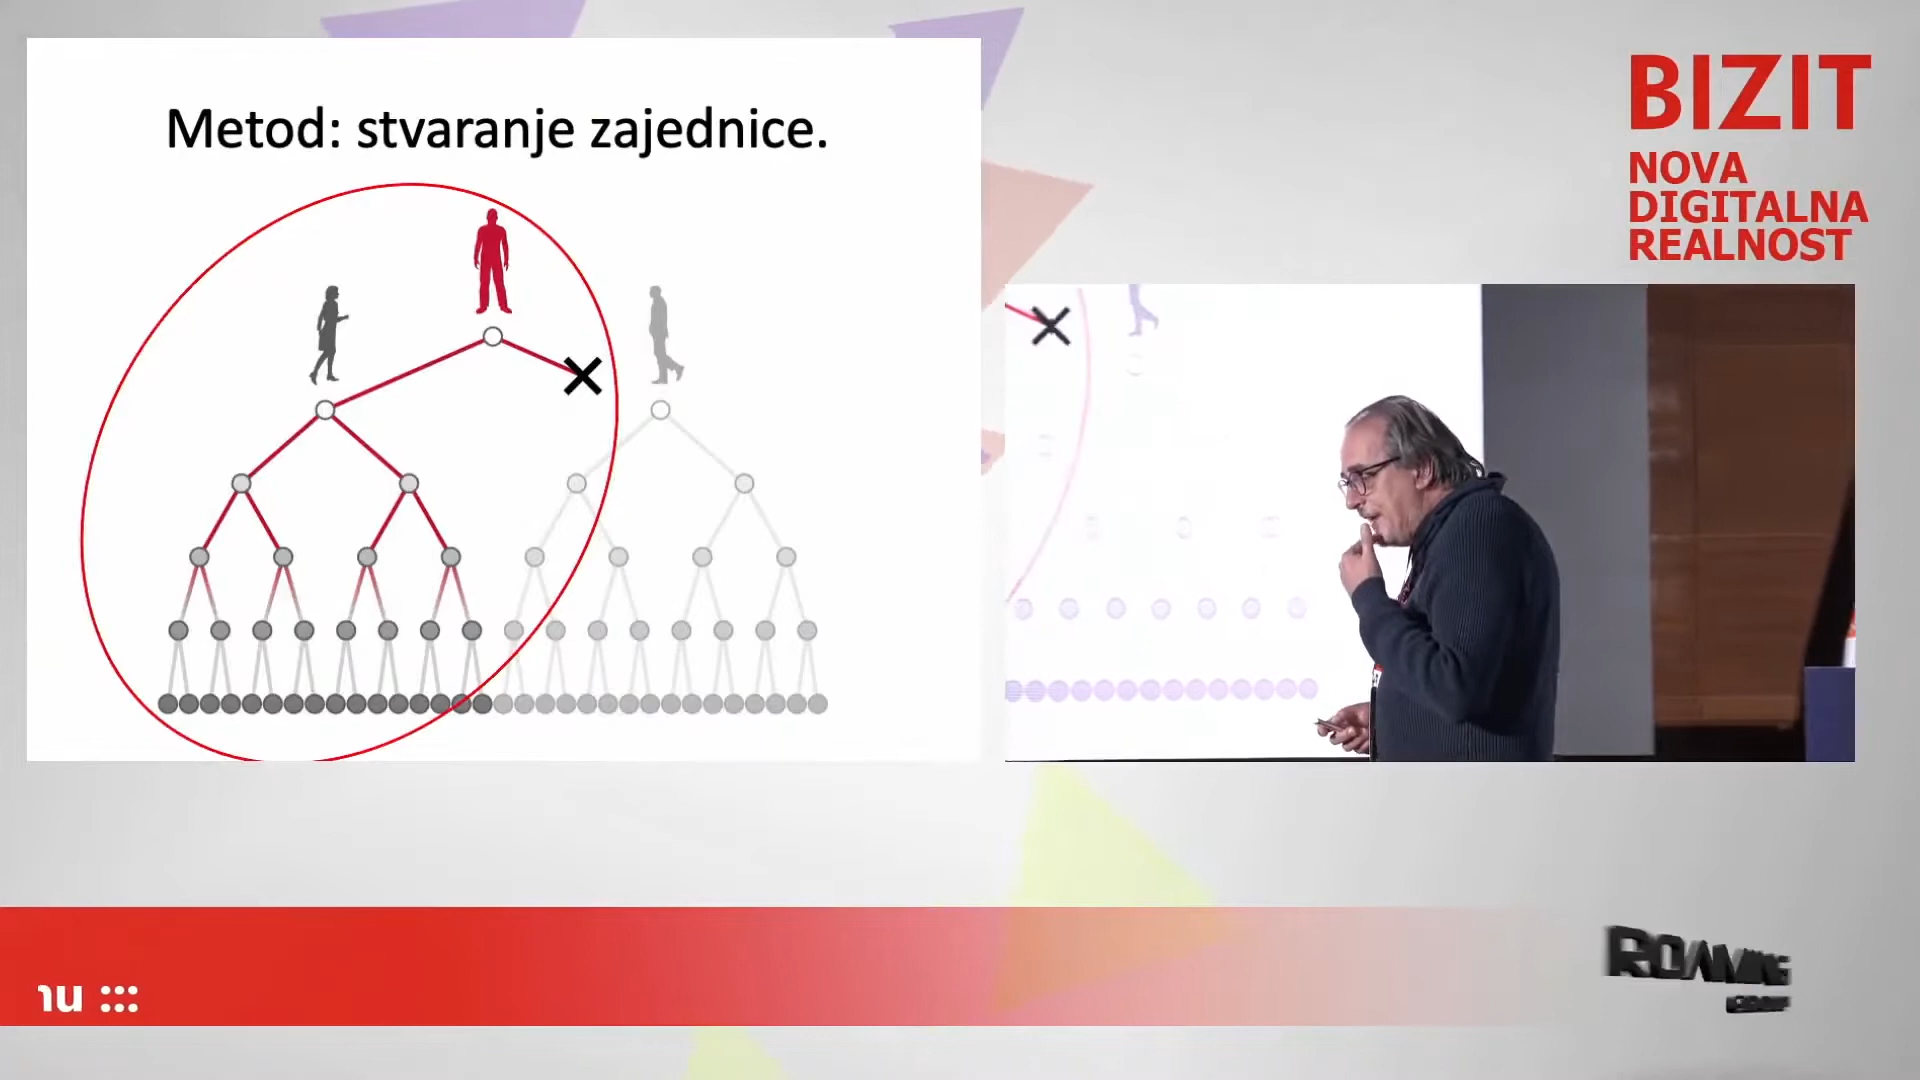 Metod: stvaranje zajednice.
BIZIT
NOVA
DIGITALNA
REALNOST
ROAMING